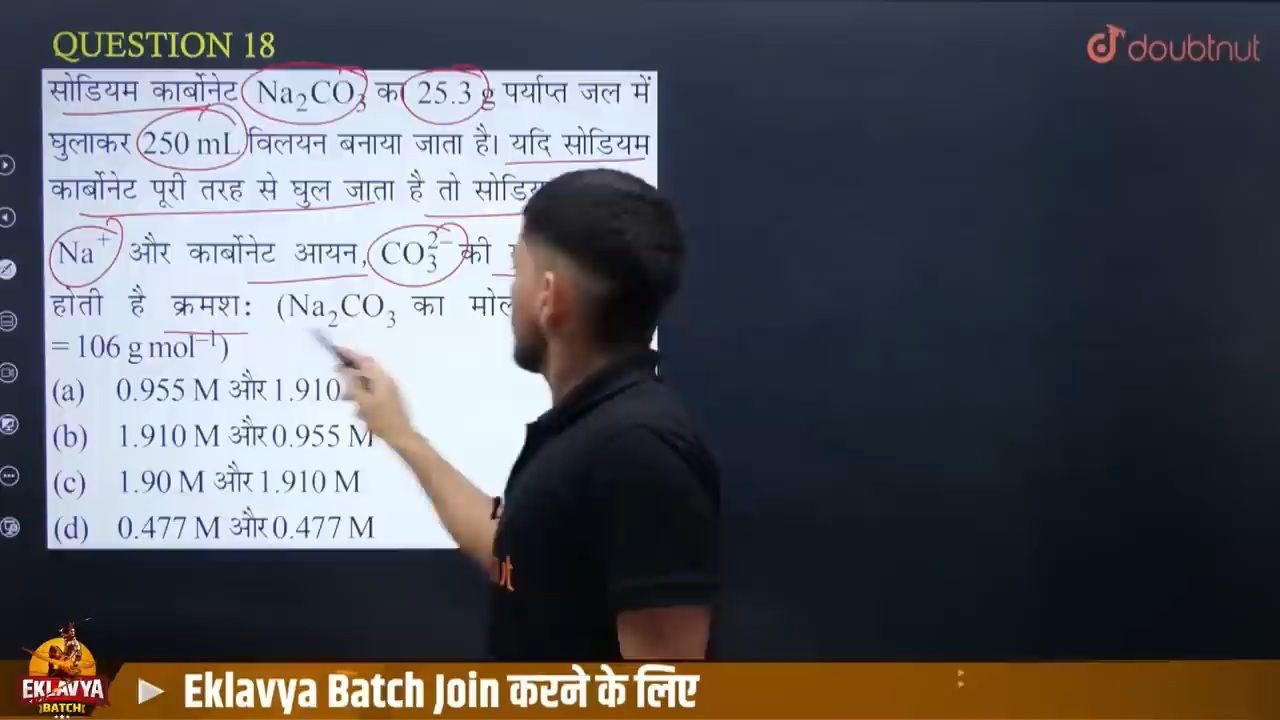 QUESTION 18
doubtnut
सोडियम कार्बोनेट Na₂CO₃ का 25.3 g पर्याप्त जल में
घुलाकर 250 mL विलयन बनाया जाता है। यदि सोडियम
कार्बोनेट पूरी तरह से घुल जाता है तो
Na⁺ और कार्बोनेट आयन, CO₃²⁻ की
होती है क्रमश: (Na₂CO₃ का
= 106 g mol⁻¹)
(a) 0.955 M और 1.910
(b) 1.910 M और 0.955 M
(c) 1.90 M और 1.910 M
(d) 0.477 M और 0.477 M
EKLAVYA
BATCH
Eklavya Batch Join करने के लिए